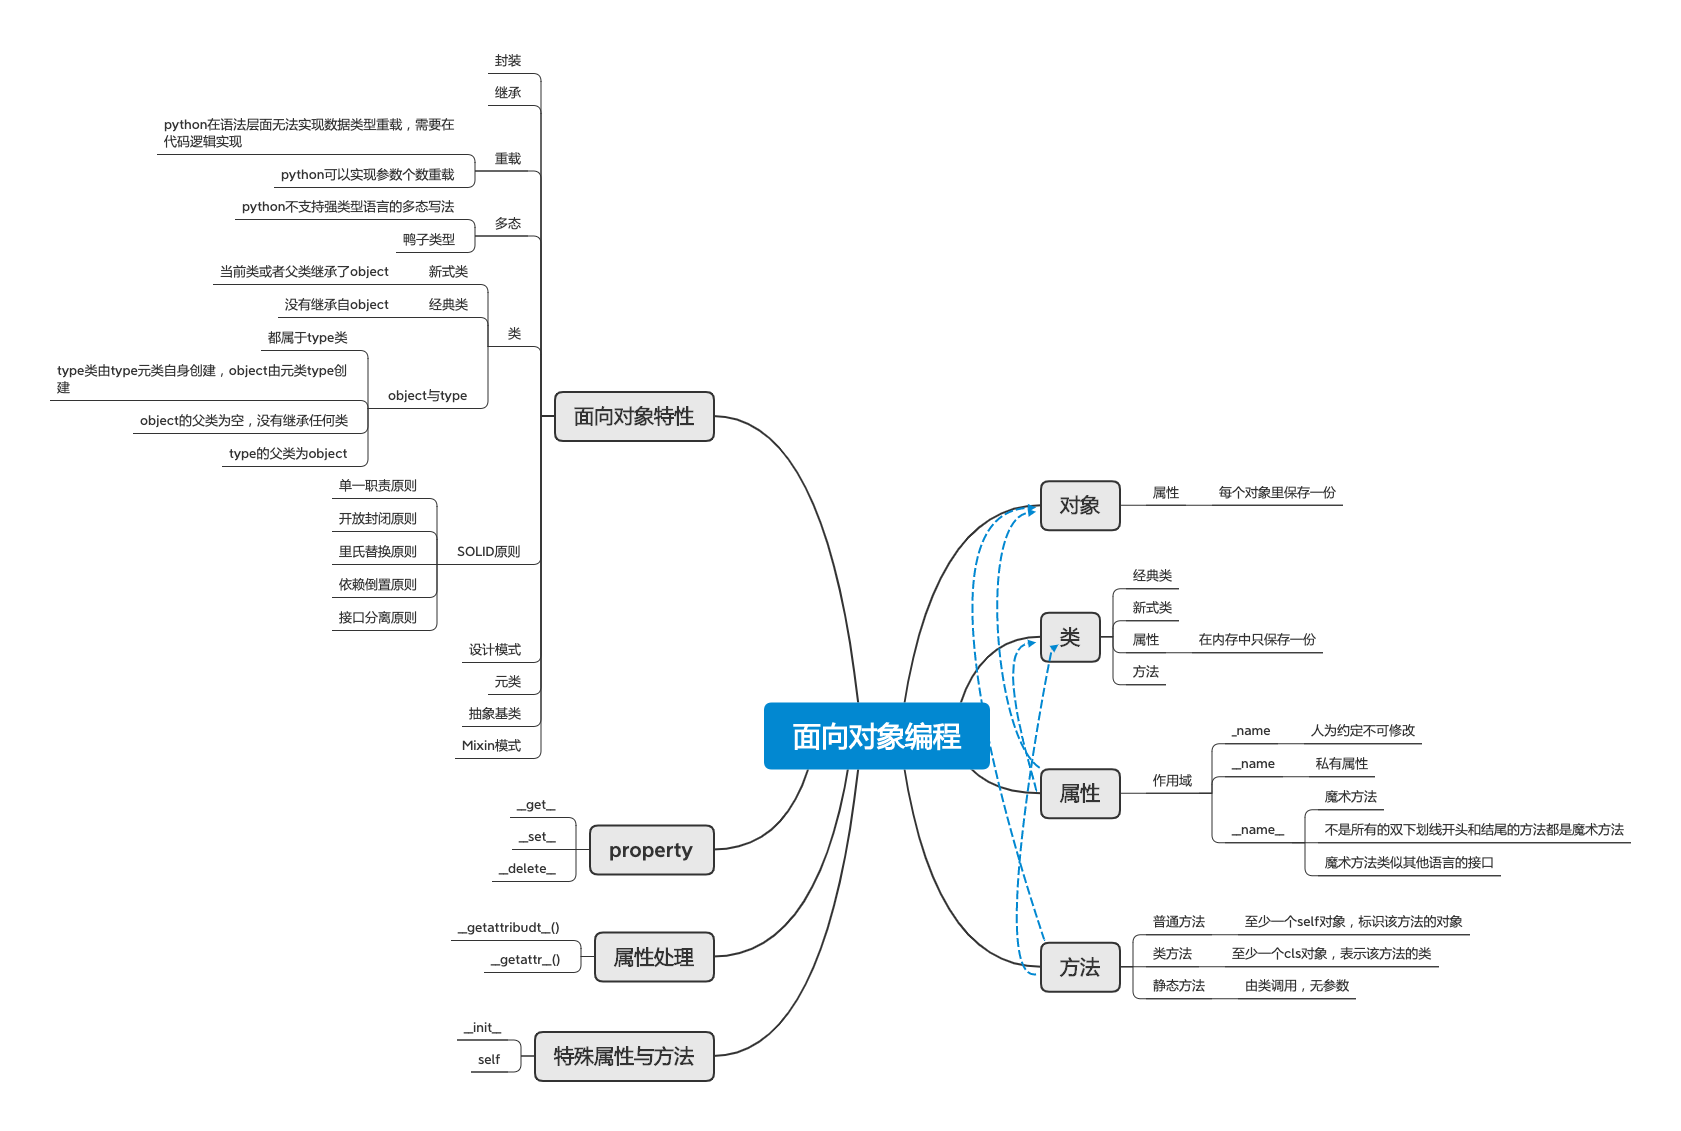 封装
继承
python在语法层面无法实现数据类型重载，需要在
代码逻辑实现
重载
python可以实现参数个数重载
python不支持强类型语言的多态写法
多态
鸭子类型
当前类或者父类继承了object
新式类
没有继承自object
经典类
类
都属于type类
type类由type元类自身创建，object由元类type创
建
object与type
object的父类为空，没有继承任何类
type的父类为object
面向对象特性
单一职责原则
开放封闭原则
里氏替换原则
SOLID原则
依赖倒置原则
接口分离原则
设计模式
元类
抽象基类
Mixin模式
面向对象编程
__get__
__set__
property
__delete__
__getattribudt__()
属性处理
__getattr__()
__init__
特殊属性与方法
self
对象
属性
每个对象里保存一份
经典类
新式类
类
属性
在内存中只保存一份
方法
_name
人为约定不可修改
__name
私有属性
属性
作用域
魔术方法
__name__
不是所有的双下划线开头和结尾的方法都是魔术方法
魔术方法类似其他语言的接口
普通方法
至少一个self对象，标识该方法的对象
方法
类方法
至少一个cls对象，表示该方法的类
静态方法
由类调用，无参数